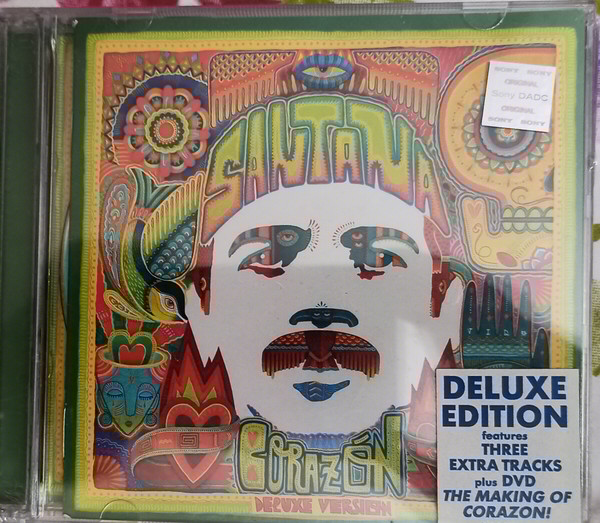 SONY SONY
ORIGINAL
Sony DADC
ORIGINAL
SONY SONY
SANTANA
CORAZÓN
DELUXE VERSION
DELUXE
EDITION
features
THREE
EXTRA TRACKS
plus DVD
THE MAKING OF
CORAZON!